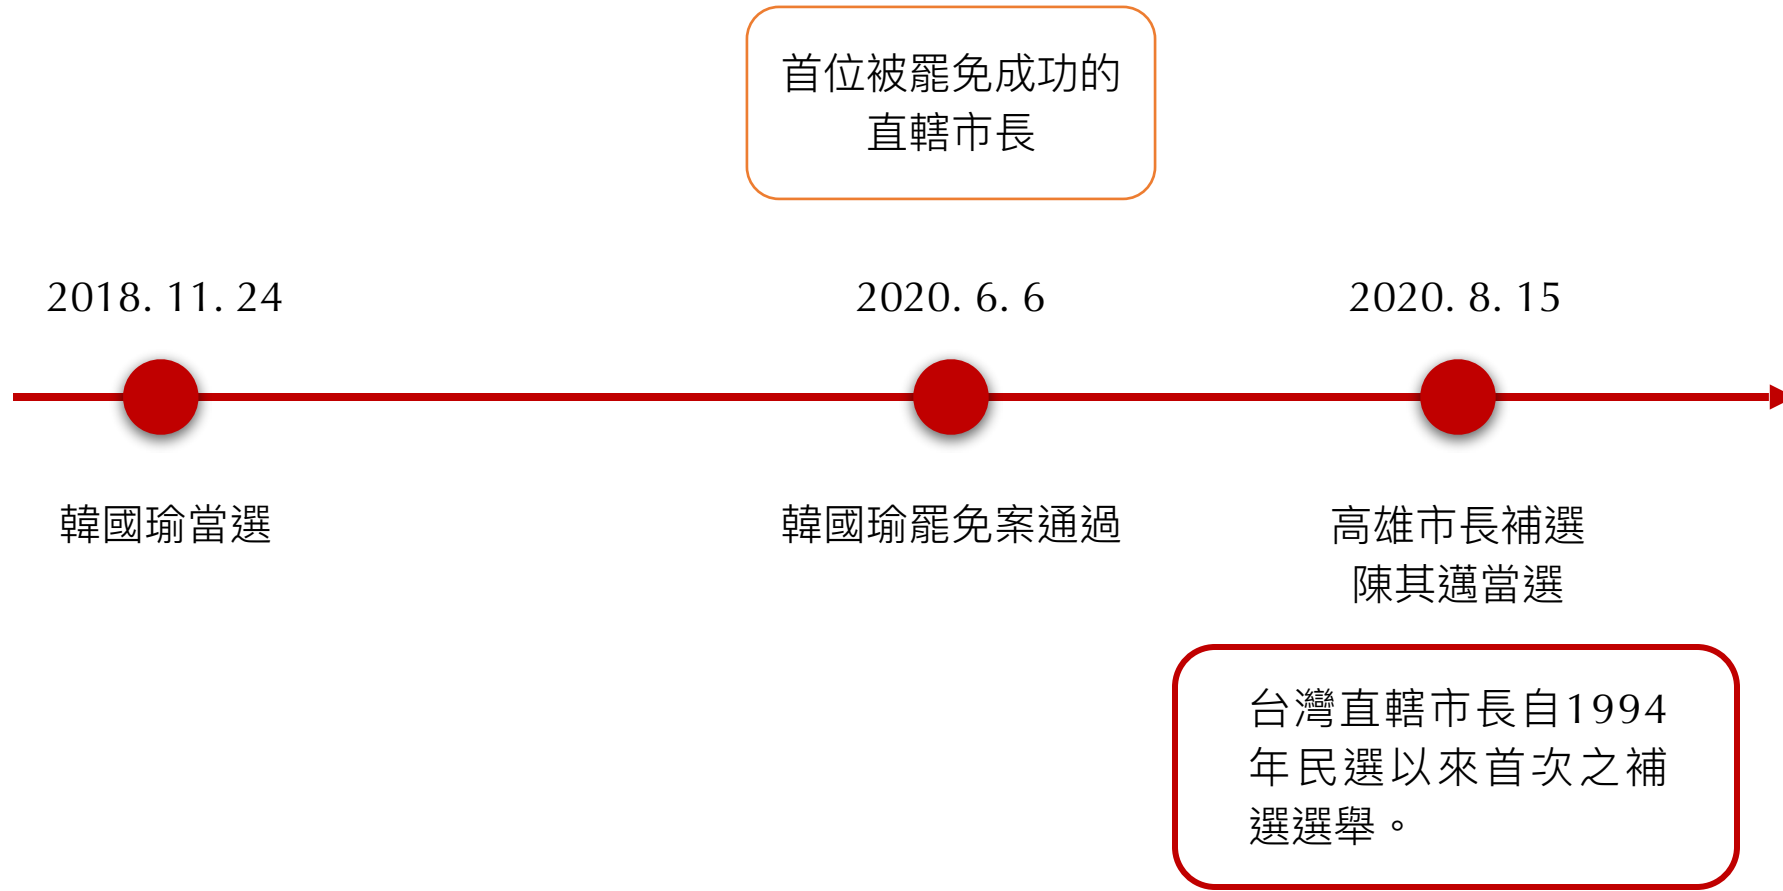 首位被罷免成功的
直轄市長
2018. 11. 24
2020. 6. 6
2020. 8. 15
韓國瑜當選
韓國瑜罷免案通過
高雄市長補選
陳其邁當選
台灣直轄市長自1994
年民選以來首次之補
選選舉。